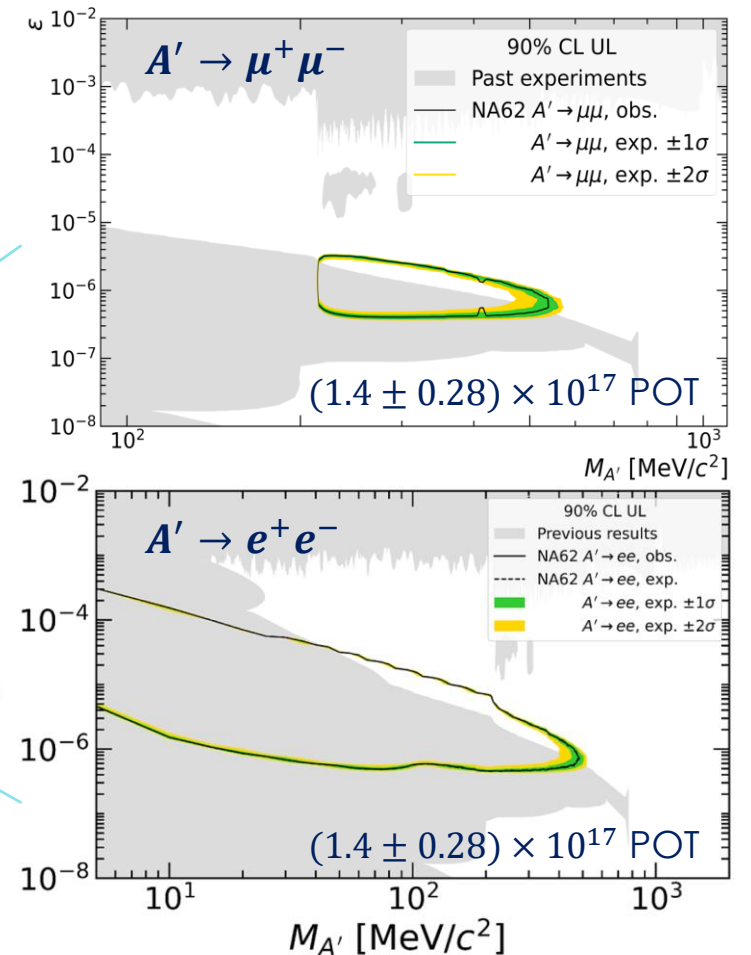 ε
10⁻²
10⁻³
10⁻⁴
10⁻⁵
10⁻⁶
10⁻⁷
10⁻⁸
A′ → μ⁺μ⁻
90% CL UL
Past experiments
NA62 A′→μμ, obs.
A′→μμ, exp. ±1σ
A′→μμ, exp. ±2σ
(1.4 ± 0.28) × 10¹⁷ POT
10² 10³
M_A′ [MeV/c²]
10⁻²
10⁻⁴
10⁻⁶
10⁻⁸
A′ → e⁺e⁻
90% CL UL
Previous results
NA62 A′→ee, obs.
NA62 A′→ee, exp.
A′→ee, exp. ±1σ
A′→ee, exp. ±2σ
(1.4 ± 0.28) × 10¹⁷ POT
10¹ 10² 10³
M_A′ [MeV/c²]